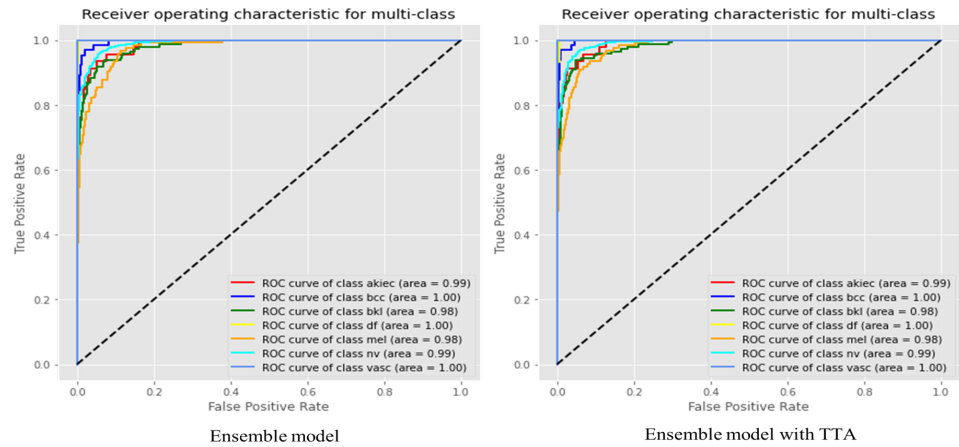 Receiver operating characteristic for multi-class
1.0
0.8
0.6
0.4
0.2
0.0
True Positive Rate
ROC curve of class akiec (area = 0.99)
ROC curve of class bcc (area = 1.00)
ROC curve of class bkl (area = 0.98)
ROC curve of class df (area = 1.00)
ROC curve of class mel (area = 0.98)
ROC curve of class nv (area = 0.99)
ROC curve of class vasc (area = 1.00)
0.0 0.2 0.4 0.6 0.8 1.0
False Positive Rate
Ensemble model
Receiver operating characteristic for multi-class
1.0
0.8
0.6
0.4
0.2
0.0
True Positive Rate
ROC curve of class akiec (area = 0.99)
ROC curve of class bcc (area = 1.00)
ROC curve of class bkl (area = 0.98)
ROC curve of class df (area = 1.00)
ROC curve of class mel (area = 0.98)
ROC curve of class nv (area = 0.99)
ROC curve of class vasc (area = 1.00)
0.0 0.2 0.4 0.6 0.8 1.0
False Positive Rate
Ensemble model with TTA